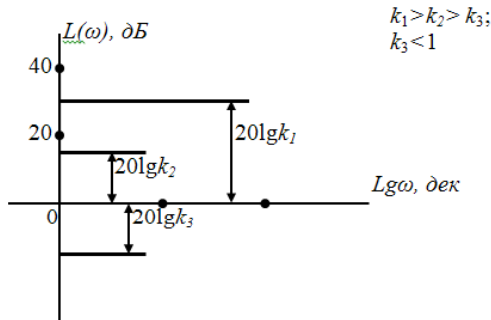 k₁>k₂> k₃;
k₃<1
L(ω), дБ
40
20
20lgk₁
20lgk₂
Lgω, дек
0
20lgk₃